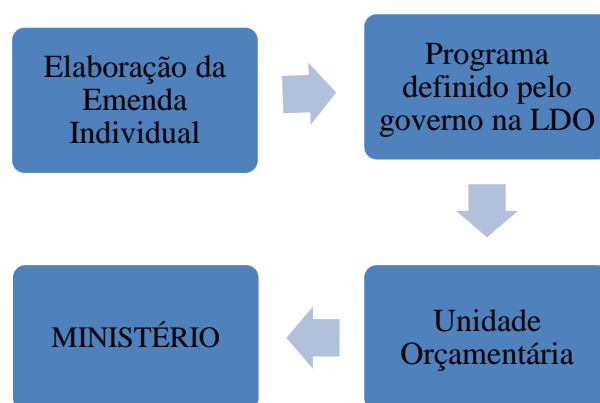 Elaboração da
Emenda
Individual
Programa
definido pelo
governo na LDO
Unidade
Orçamentária
MINISTÉRIO